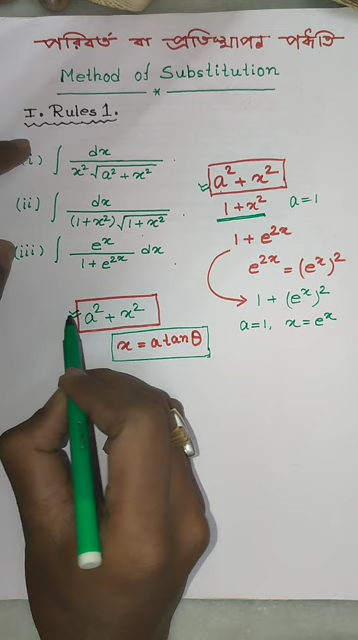 পরিবর্ত বা প্রতিস্থাপন পদ্ধতি
Method of Substitution
I. Rules 1.
i) ∫ dx / x²√(a² + x²)
(ii) ∫ dx / (1+x²)√(1+x²)
(iii) ∫ eˣ / (1 + e²ˣ) dx
a² + x²
1 + x² a = 1
1 + e²ˣ
e²ˣ = (eˣ)²
1 + (eˣ)²
a = 1, x = eˣ
a² + x²
x = a tan θ